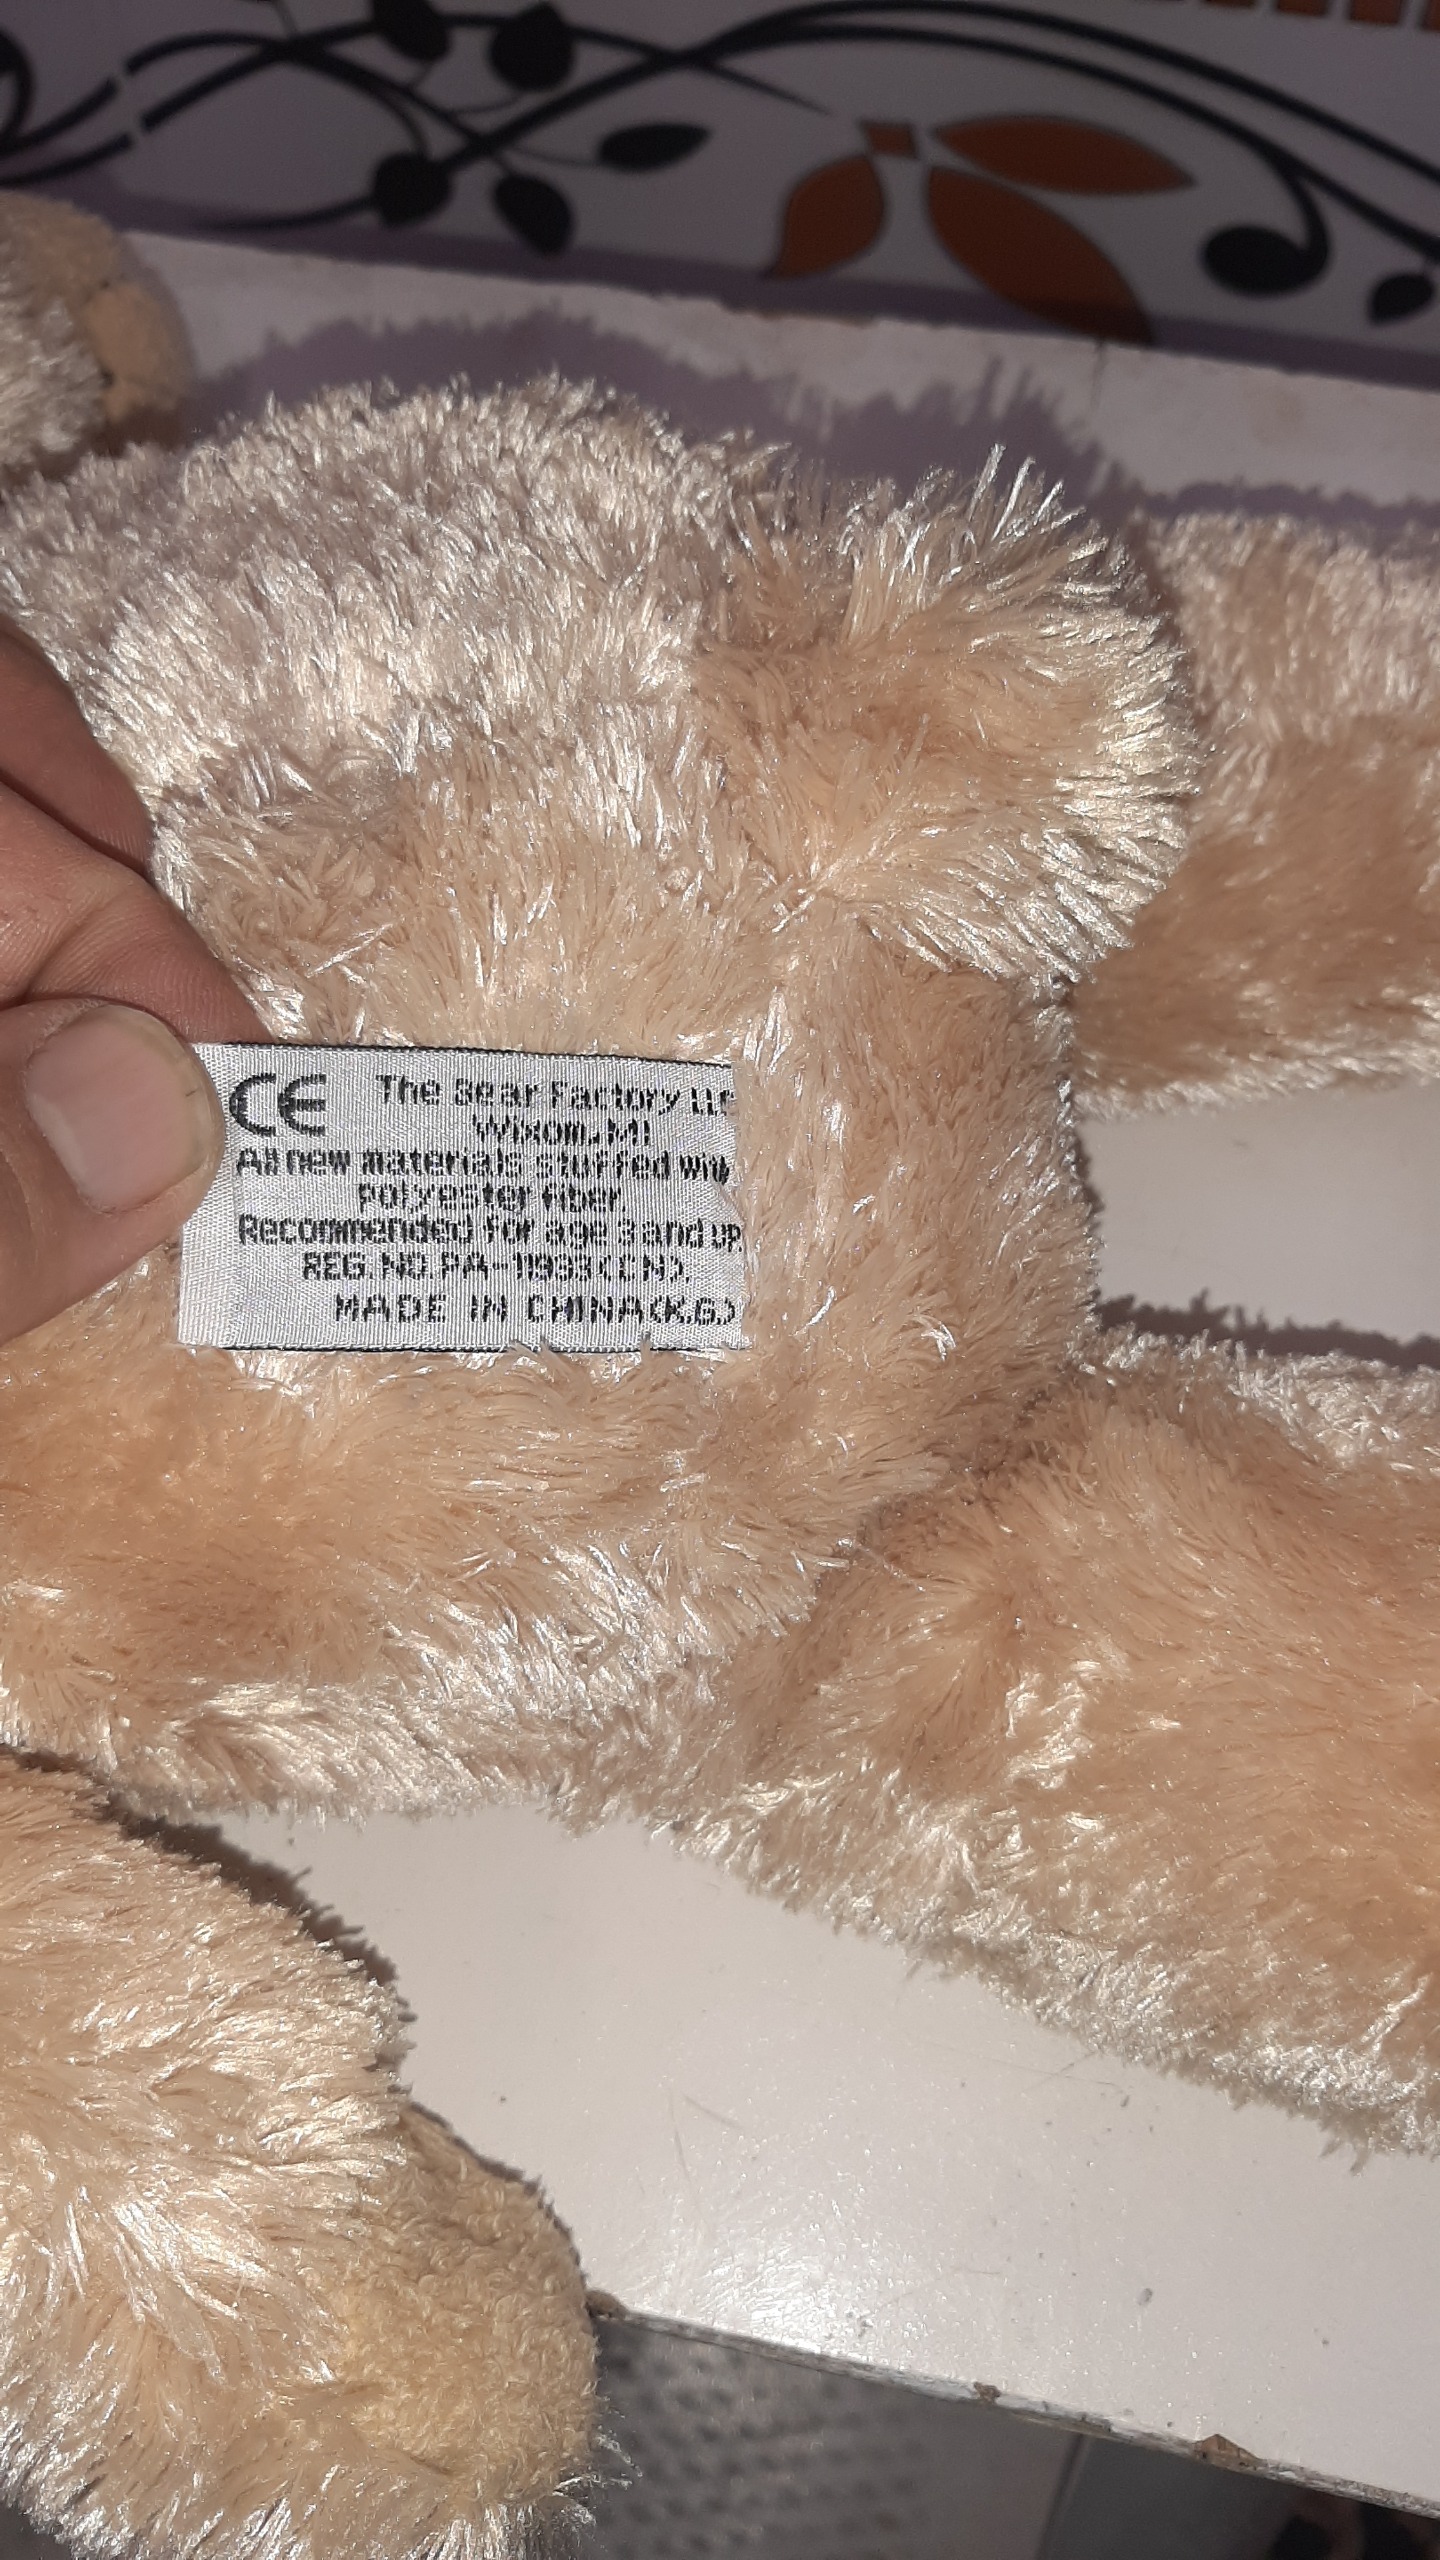 CE The Bear Factory LLC
Wixom, MI
All new materials stuffed with
polyester fiber.
Recommended for age 3 and up.
REG. NO. PA-11933(CN).
MADE IN CHINA(K.G.)